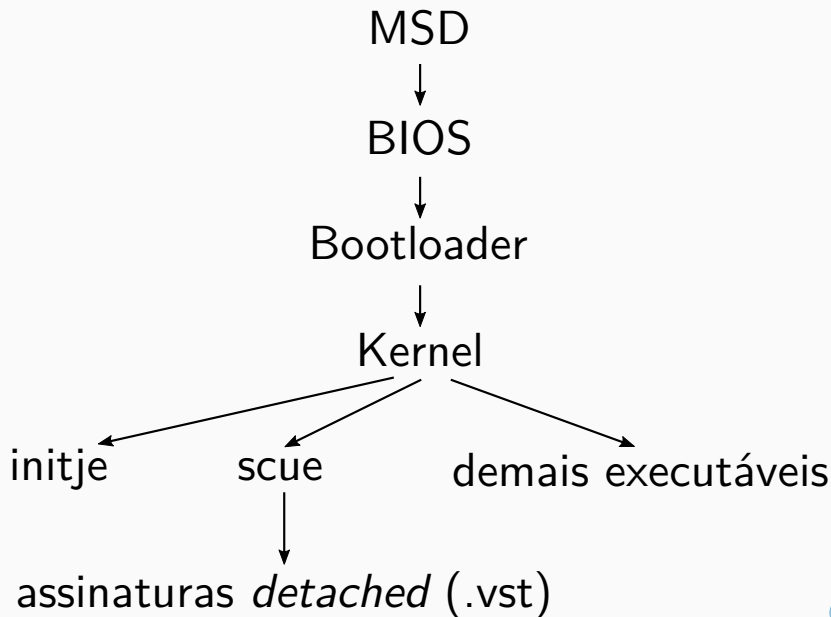 MSD
BIOS
Bootloader
Kernel
initje
scue
demais executáveis
assinaturas detached (.vst)